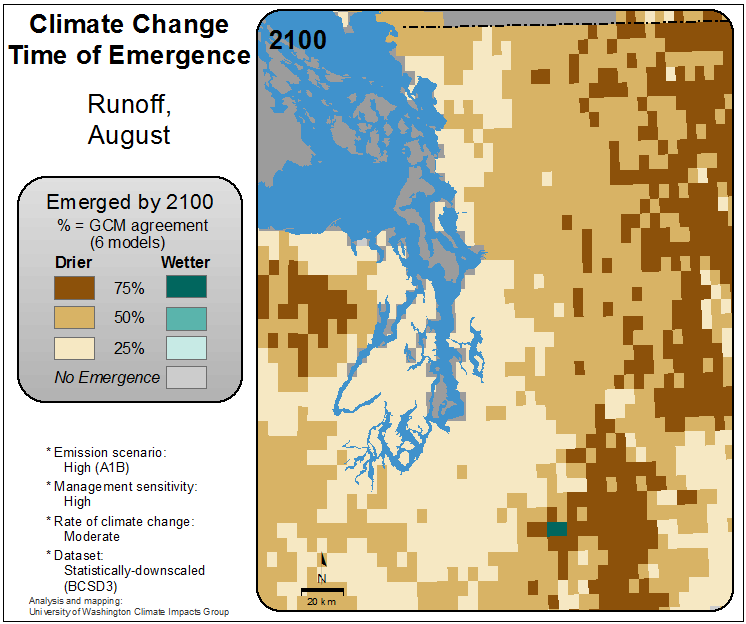 Climate Change
Time of Emergence
Runoff,
August
Emerged by 2100
% = GCM agreement
(6 models)
Drier Wetter
75%
50%
25%
No Emergence
* Emission scenario:
High (A1B)
* Management sensitivity:
High
* Rate of climate change:
Moderate
* Dataset:
Statistically-downscaled
(BCSD3)
Analysis and mapping:
University of Washington Climate Impacts Group
2100
N
20 km